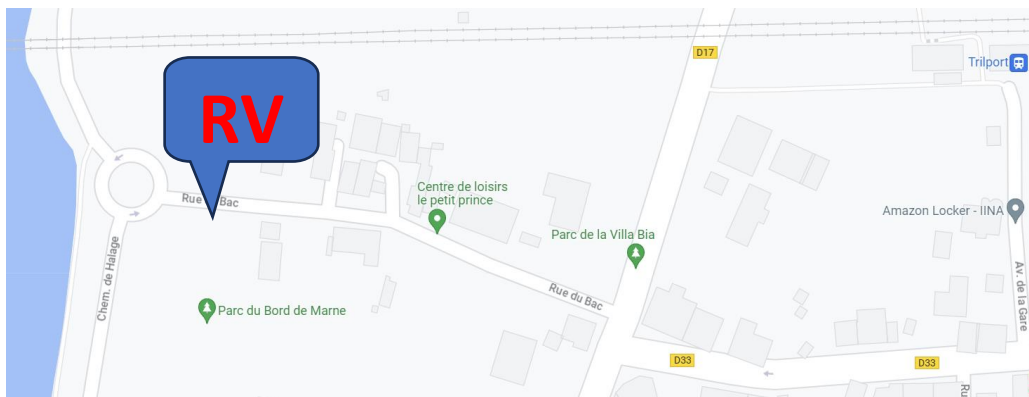 D17
Trilport
RV
Centre de loisirs
le petit prince
Rue du Bac
Amazon Locker - IINA
Parc de la Villa Bia
Chem. de Halage
Av. de la Gare
Rue du Bac
Parc du Bord de Marne
D33
D33
Ru